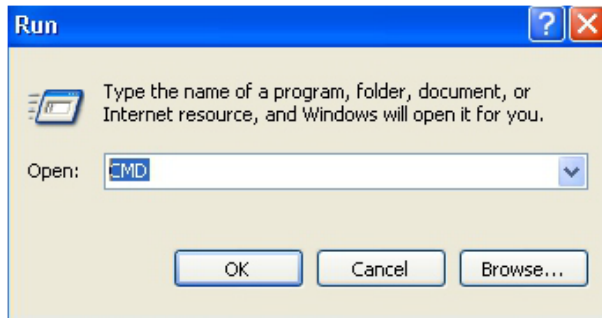 Run
Type the name of a program, folder, document, or
Internet resource, and Windows will open it for you.
Open: CMD
OK Cancel Browse...